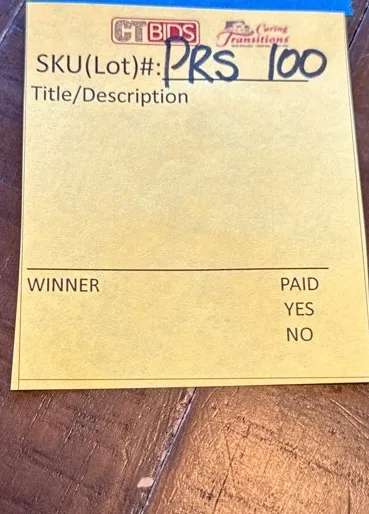 CTBIDS Caring Transitions
SKU(Lot)#: PRS 100
Title/Description
WINNER PAID
YES
NO